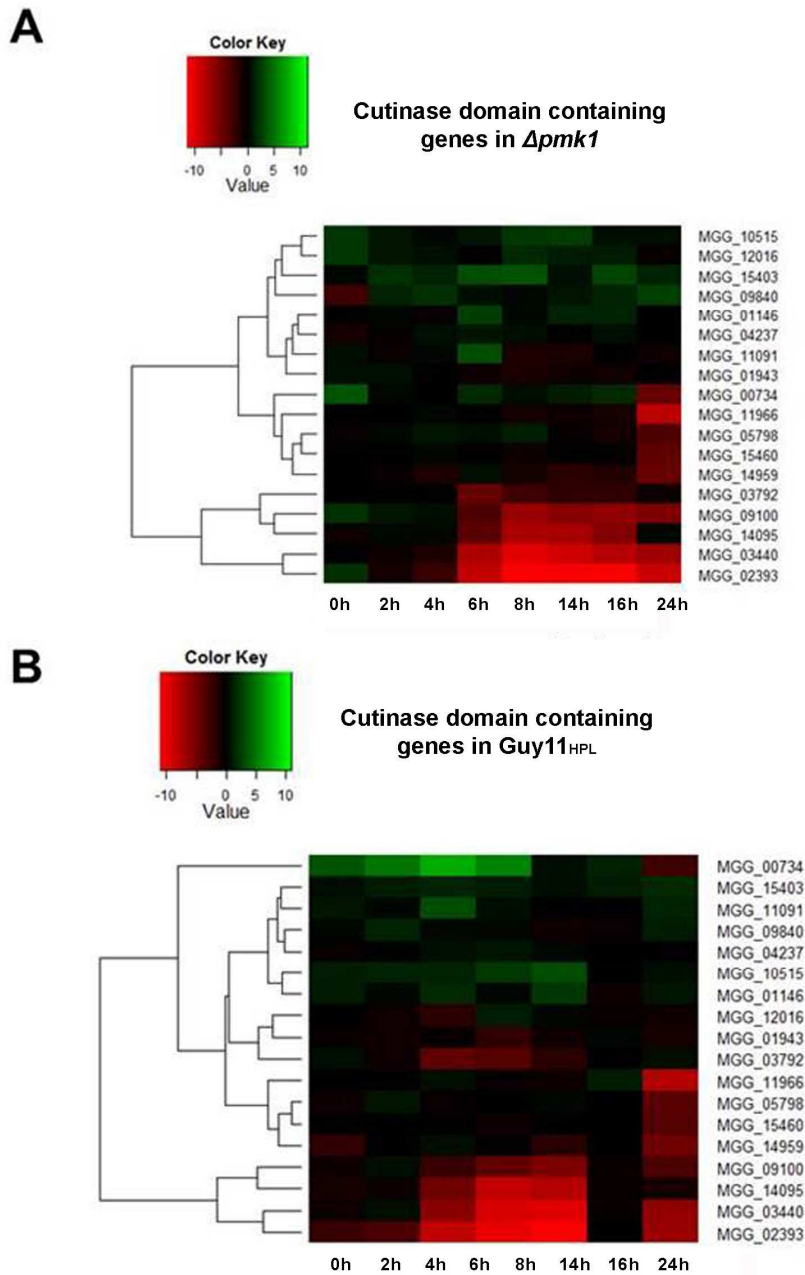 A
Color Key
-10 0 5 10
Value
Cutinase domain containing
genes in Δpmk1
MGG_10515
MGG_12016
MGG_15403
MGG_09840
MGG_01146
MGG_04237
MGG_11091
MGG_01943
MGG_00734
MGG_11966
MGG_05798
MGG_15460
MGG_14959
MGG_03792
MGG_09100
MGG_14095
MGG_03440
MGG_02393
0h 2h 4h 6h 8h 14h 16h 24h
B
Color Key
-10 0 5 10
Value
Cutinase domain containing
genes in Guy11HPL
MGG_00734
MGG_15403
MGG_11091
MGG_09840
MGG_04237
MGG_10515
MGG_01146
MGG_12016
MGG_01943
MGG_03792
MGG_11966
MGG_05798
MGG_15460
MGG_14959
MGG_09100
MGG_14095
MGG_03440
MGG_02393
0h 2h 4h 6h 8h 14h 16h 24h